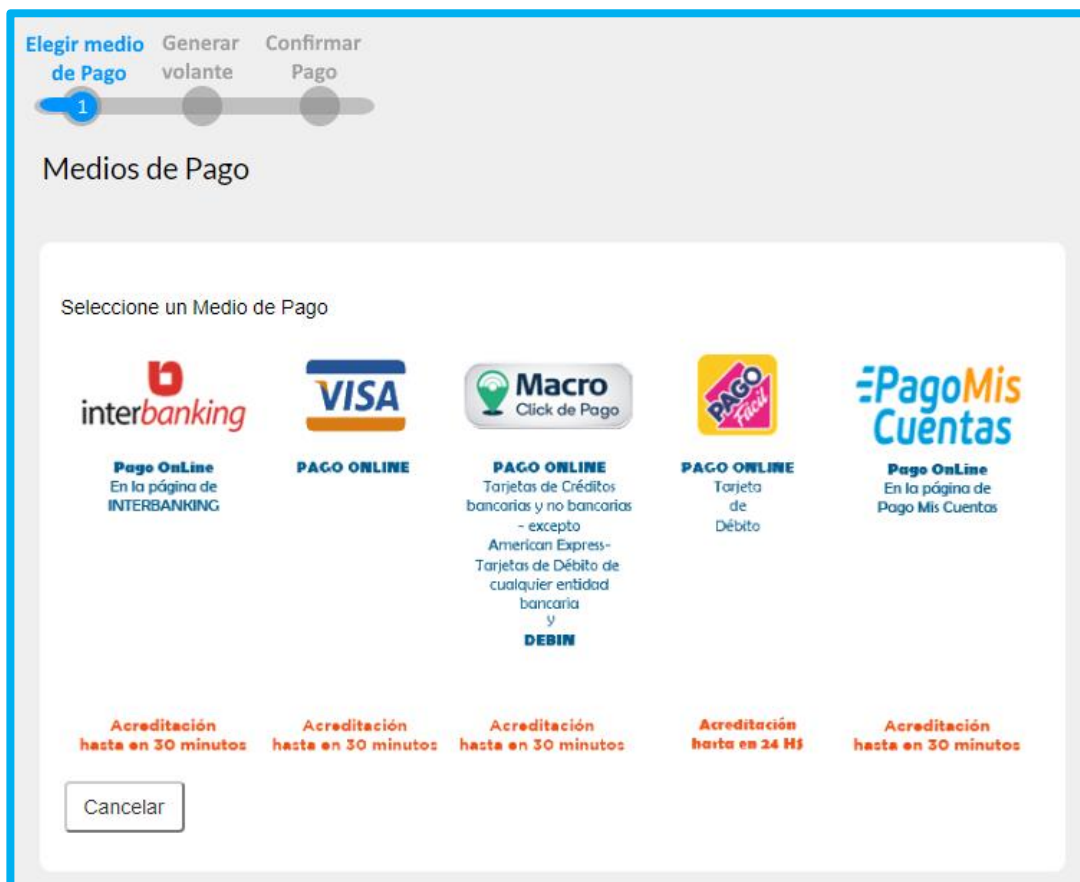 Elegir medio de Pago
Generar volante
Confirmar Pago
1
Medios de Pago
Seleccione un Medio de Pago
interbanking
Pago OnLine
En la página de
INTERBANKING
Acreditación
hasta en 30 minutos
VISA
PAGO ONLINE
Acreditación
hasta en 30 minutos
Macro
Click de Pago
PAGO ONLINE
Tarjetas de Créditos
bancarias y no bancarias
- excepto
American Express-
Tarjetas de Débito de
cualquier entidad
bancaria
y
DEBIN
Acreditación
hasta en 30 minutos
PAGO
Fácil
PAGO ONLINE
Tarjeta
de
Débito
Acreditación
hasta en 24 HS
PagoMis
Cuentas
Pago OnLine
En la página de
Pago Mis Cuentas
Acreditación
hasta en 30 minutos
Cancelar